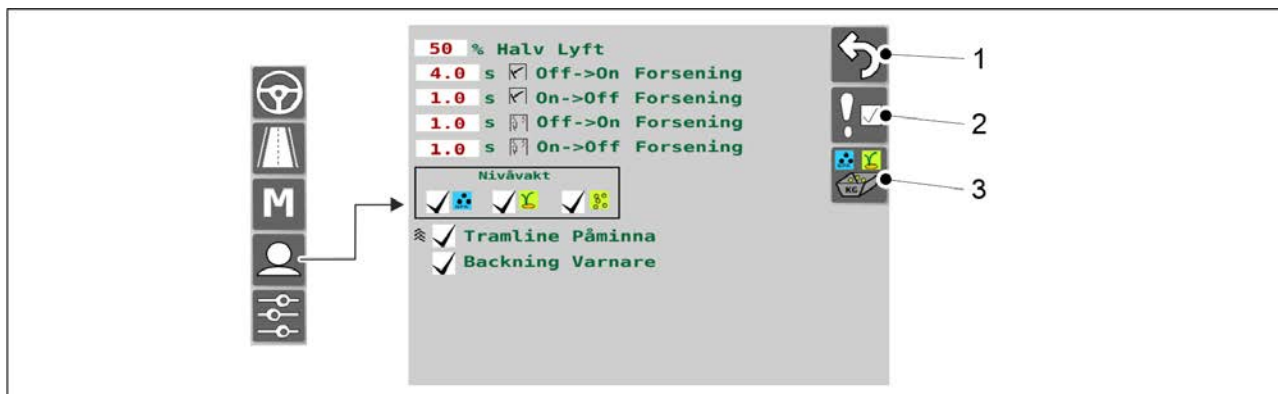 50 % Halv Lyft
4.0 s Off->On Forsening
1.0 s On->Off Forsening
1.0 s Off->On Forsening
1.0 s On->Off Forsening
Nivåvakt
Tramline Påminna
Backning Varnare
M
KG
1
2
3